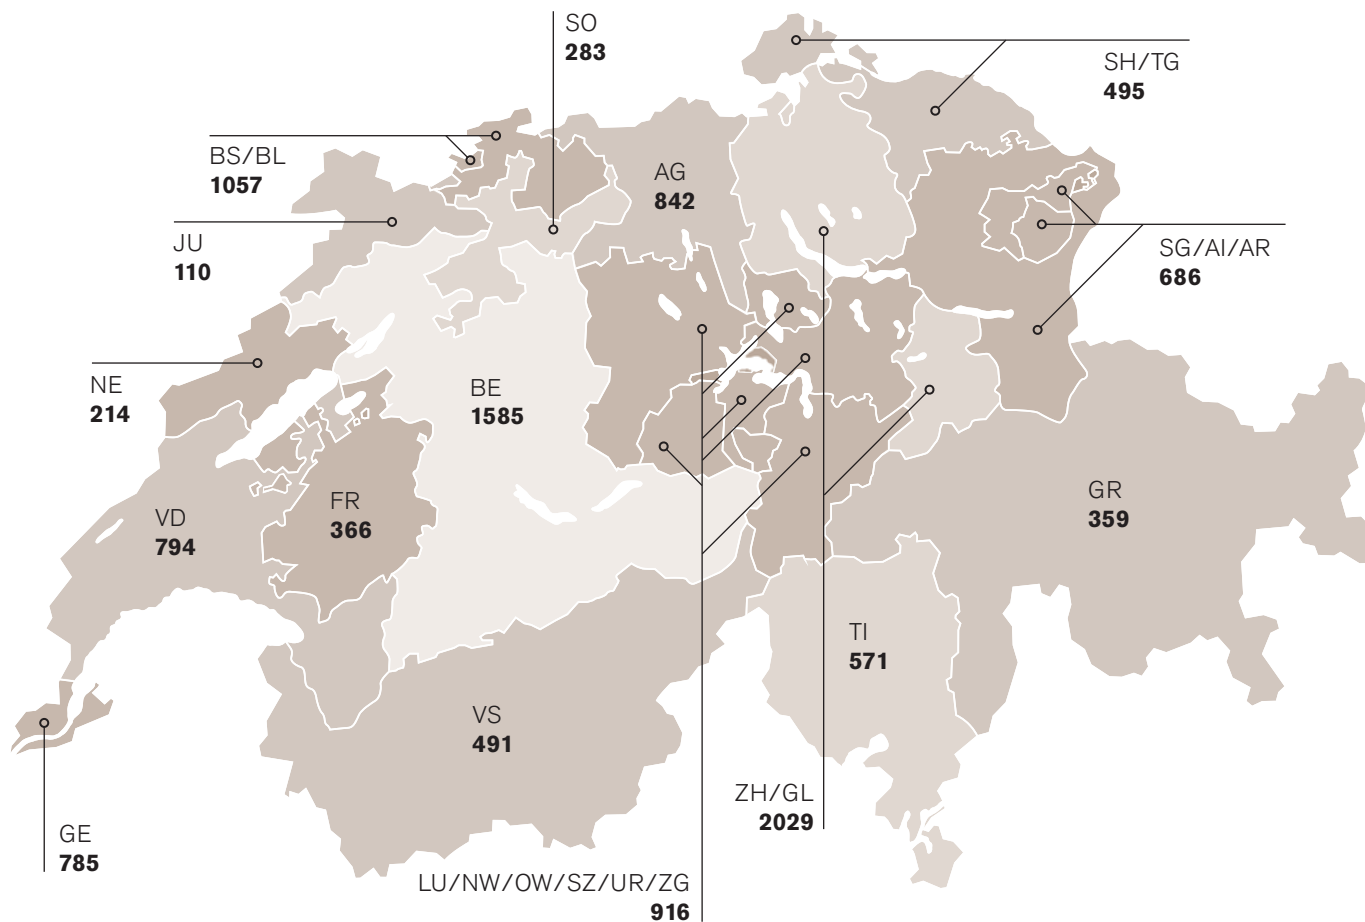 SO
283
SH/TG
495
BS/BL
1057
AG
842
JU
110
SG/AI/AR
686
NE
214
BE
1585
FR
366
VD
794
GR
359
TI
571
VS
491
ZH/GL
2029
GE
785
LU/NW/OW/SZ/UR/ZG
916